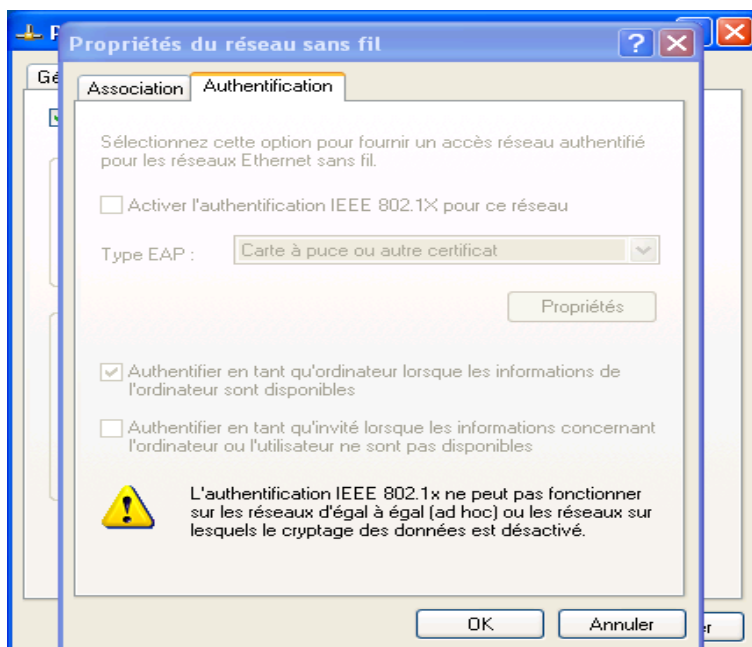 P
Propriétés du réseau sans fil
Gé
Association Authentification
Sélectionnez cette option pour fournir un accès réseau authentifié
pour les réseaux Ethernet sans fil.
Activer l'authentification IEEE 802.1X pour ce réseau
Type EAP : Carte à puce ou autre certificat
Propriétés
Authentifier en tant qu'ordinateur lorsque les informations de
l'ordinateur sont disponibles
Authentifier en tant qu'invité lorsque les informations concernant
l'ordinateur ou l'utilisateur ne sont pas disponibles
L'authentification IEEE 802.1x ne peut pas fonctionner
sur les réseaux d'égal à égal (ad hoc) ou les réseaux sur
lesquels le cryptage des données est désactivé.
OK Annuler